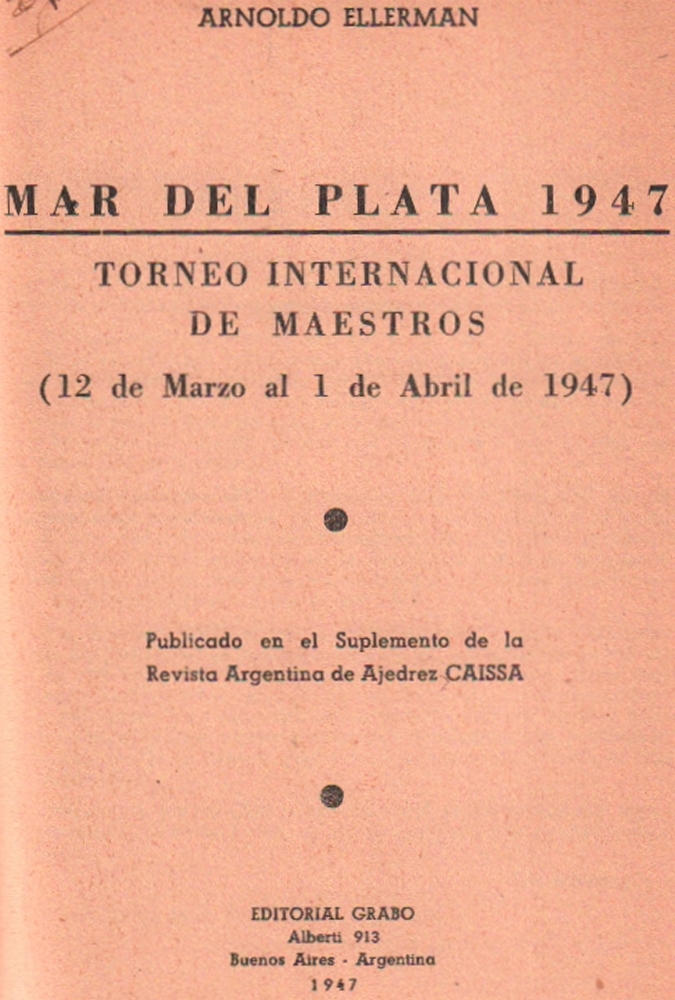 ARNOLDO ELLERMAN
MAR DEL PLATA 1947
TORNEO INTERNACIONAL
DE MAESTROS
(12 de Marzo al 1 de Abril de 1947)
Publicado en el Suplemento de la
Revista Argentina de Ajedrez CAISSA
EDITORIAL GRABO
Alberti 913
Buenos Aires - Argentina
1947